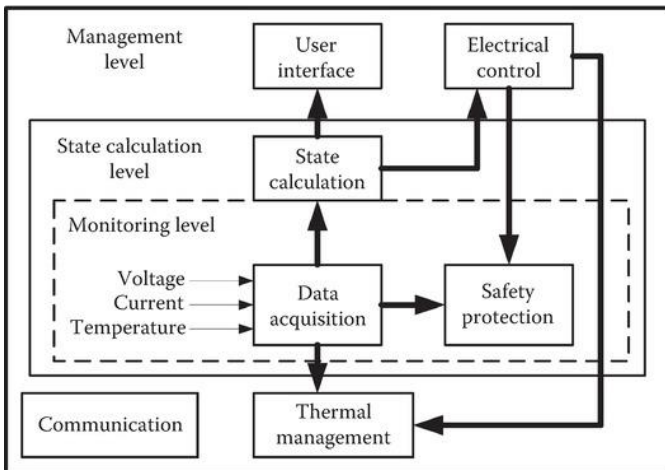 Management
level
User
interface
Electrical
control
State calculation
level
State
calculation
Monitoring level
Voltage
Current
Temperature
Data
acquisition
Safety
protection
Communication
Thermal
management